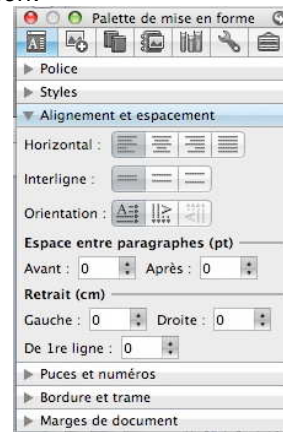 Palette de mise en forme
Police
Styles
Alignement et espacement
Horizontal :
Interligne :
Orientation :
Espace entre paragraphes (pt)
Avant : 0 Après : 0
Retrait (cm)
Gauche : 0 Droite : 0
De 1re ligne : 0
Puces et numéros
Bordure et trame
Marges de document